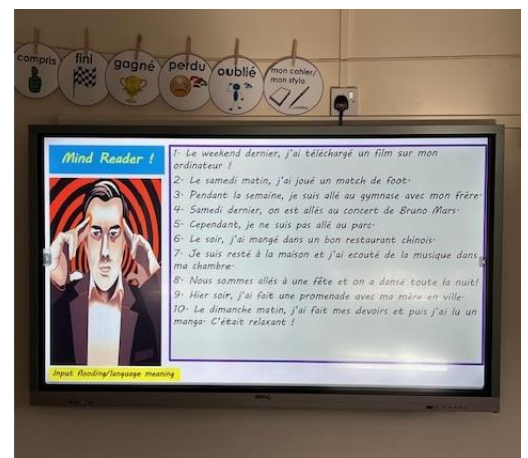 compris
fini
gagné
perdu
oublié
mon cahier/
mon stylo
Mind Reader !
1. Le weekend dernier, j'ai téléchargé un film sur mon
ordinateur !
2. Le samedi matin, j'ai joué un match de foot.
3. Pendant la semaine, je suis allé au gymnase avec mon frère.
4. Samedi dernier, on est allés au concert de Bruno Mars.
5. Cependant, je ne suis pas allé au parc.
6. Le soir, j'ai mangé dans un bon restaurant chinois.
7. Je suis resté à la maison et j'ai ecouté de la musique dans
ma chambre.
8. Nous sommes allés à une fête et on a dansé toute la nuit!
9. Hier soir, j'ai fait une promenade avec ma mère en ville.
10. Le dimanche matin, j'ai fait mes devoirs et puis j'ai lu un
manga. C'était relaxant !
Input flooding/language meaning
BenQ